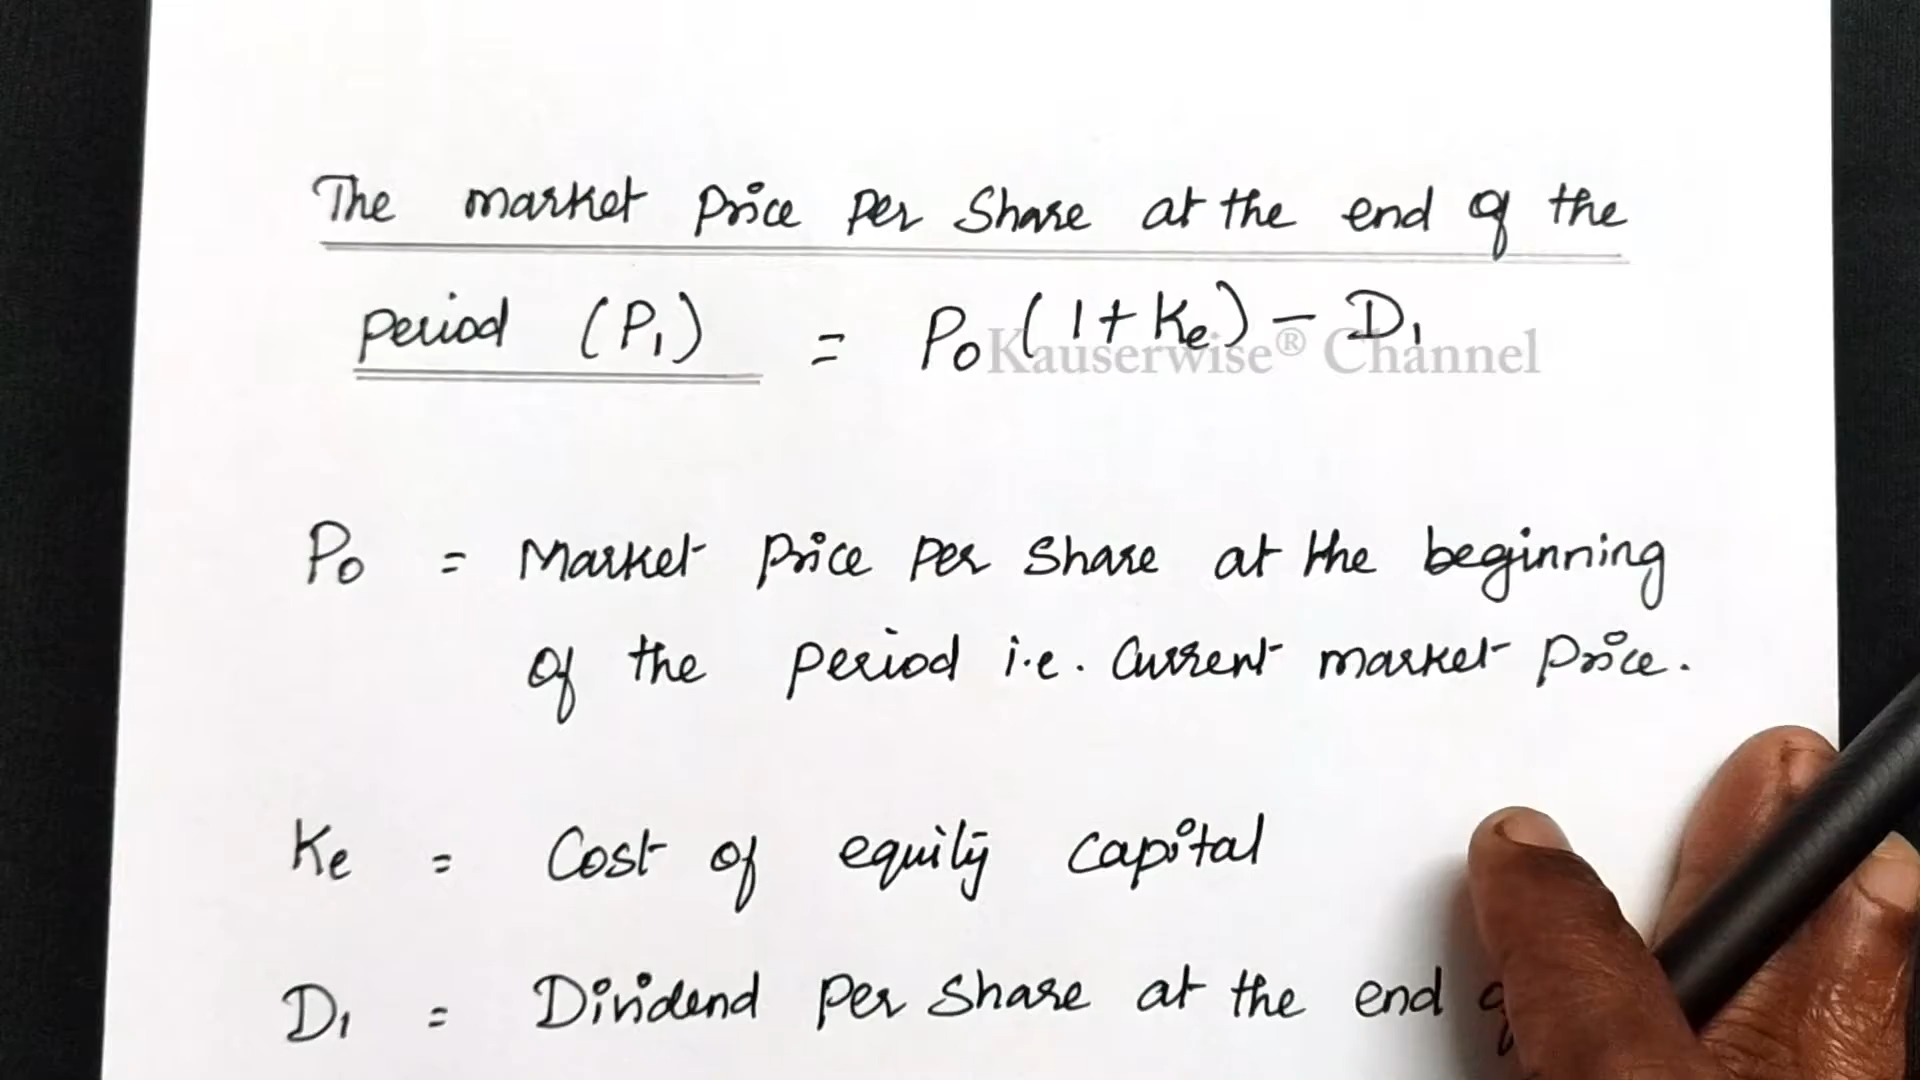 The market price per share at the end of the
period (P1) = P0 (1 + Ke) - D1
Kauserwise® Channel
P0 = Market price per share at the beginning
of the period i.e. current market price.
Ke = Cost of equity capital
D1 = Dividend per share at the end